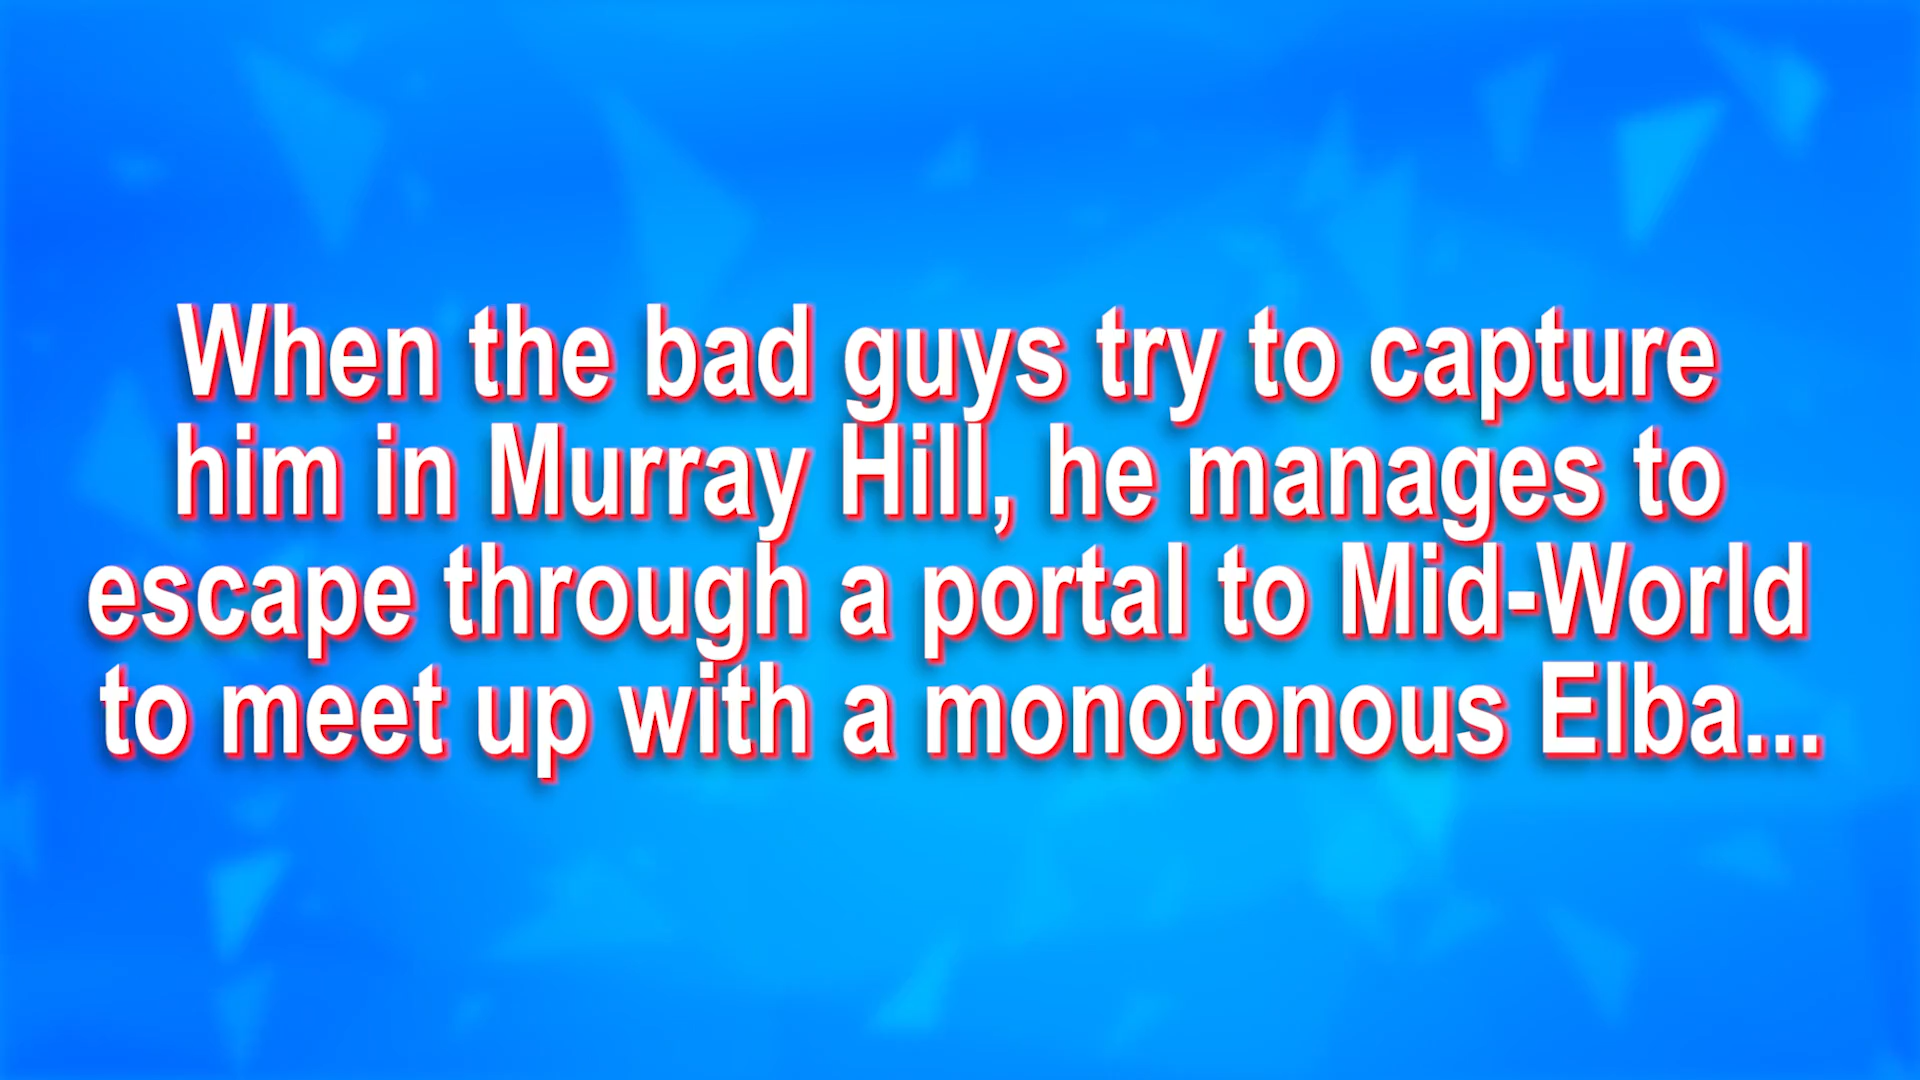 When the bad guys try to capture
him in Murray Hill, he manages to
escape through a portal to Mid-World
to meet up with a monotonous Elba...